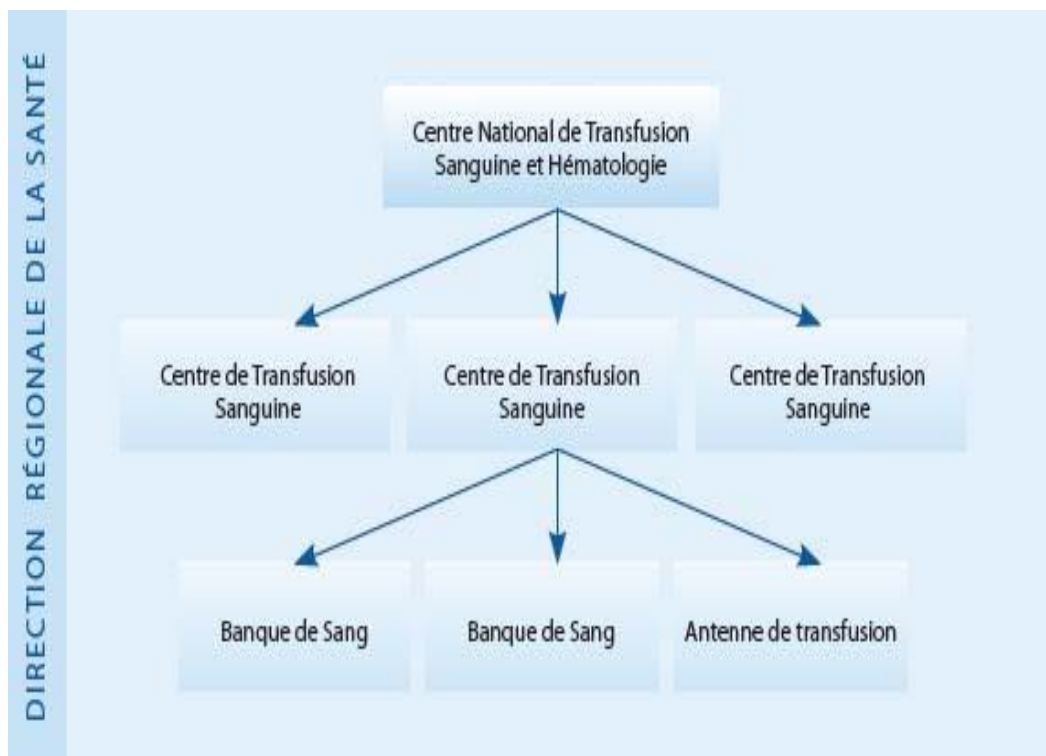 DIRECTION RÉGIONALE DE LA SANTÉ
Centre National de Transfusion
Sanguine et Hématologie
Centre de Transfusion
Sanguine
Centre de Transfusion
Sanguine
Centre de Transfusion
Sanguine
Banque de Sang
Banque de Sang
Antenne de transfusion